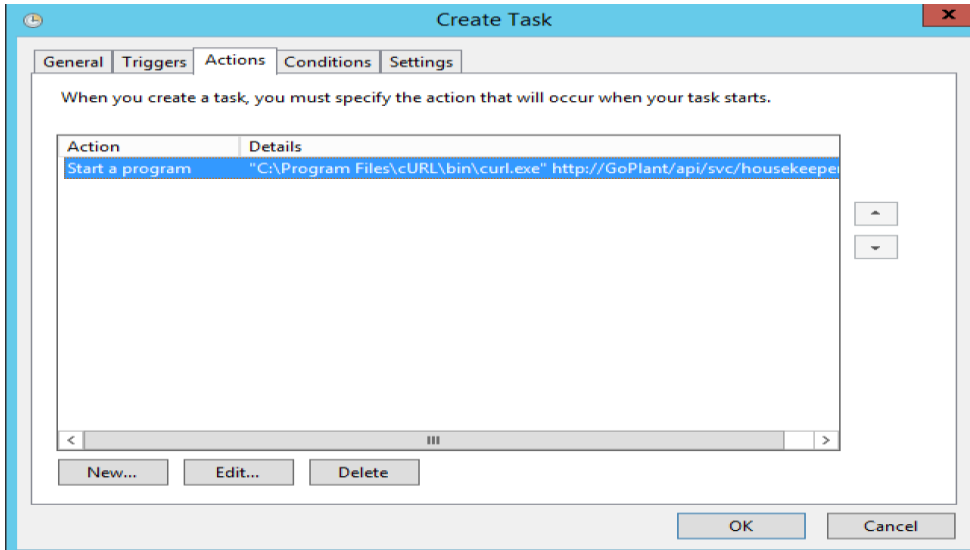 Create Task
x
General Triggers Actions Conditions Settings
When you create a task, you must specify the action that will occur when your task starts.
Action Details
Start a program "C:\Program Files\cURL\bin\curl.exe" http://GoPlant/api/svc/housekeeper
New... Edit... Delete
OK Cancel